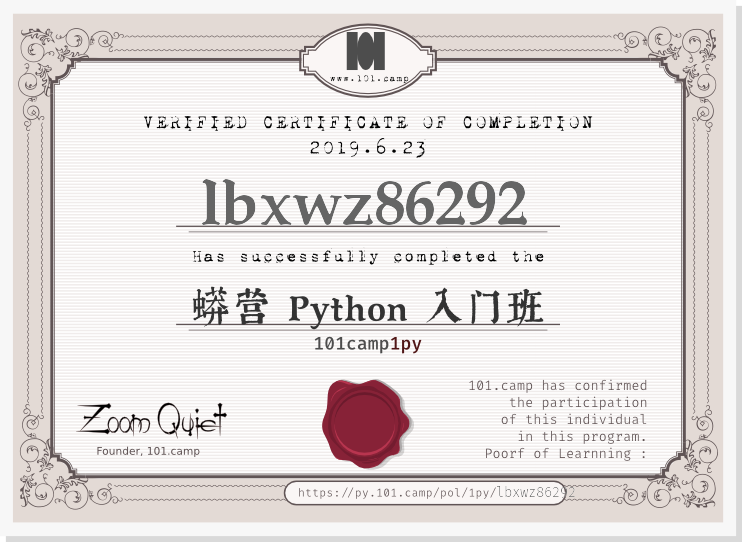 101
www.101.camp
VERIFIED CERTIFICATE OF COMPLETION
2019.6.23
lbxwz86292
Has successfully completed the
蟒营 Python 入门班
101camp1py
101.camp has confirmed
the participation
of this individual
in this program.
Poorf of Learnning :
Zoom Quiet
Founder, 101.camp
https://py.101.camp/pol/1py/lbxwz86292